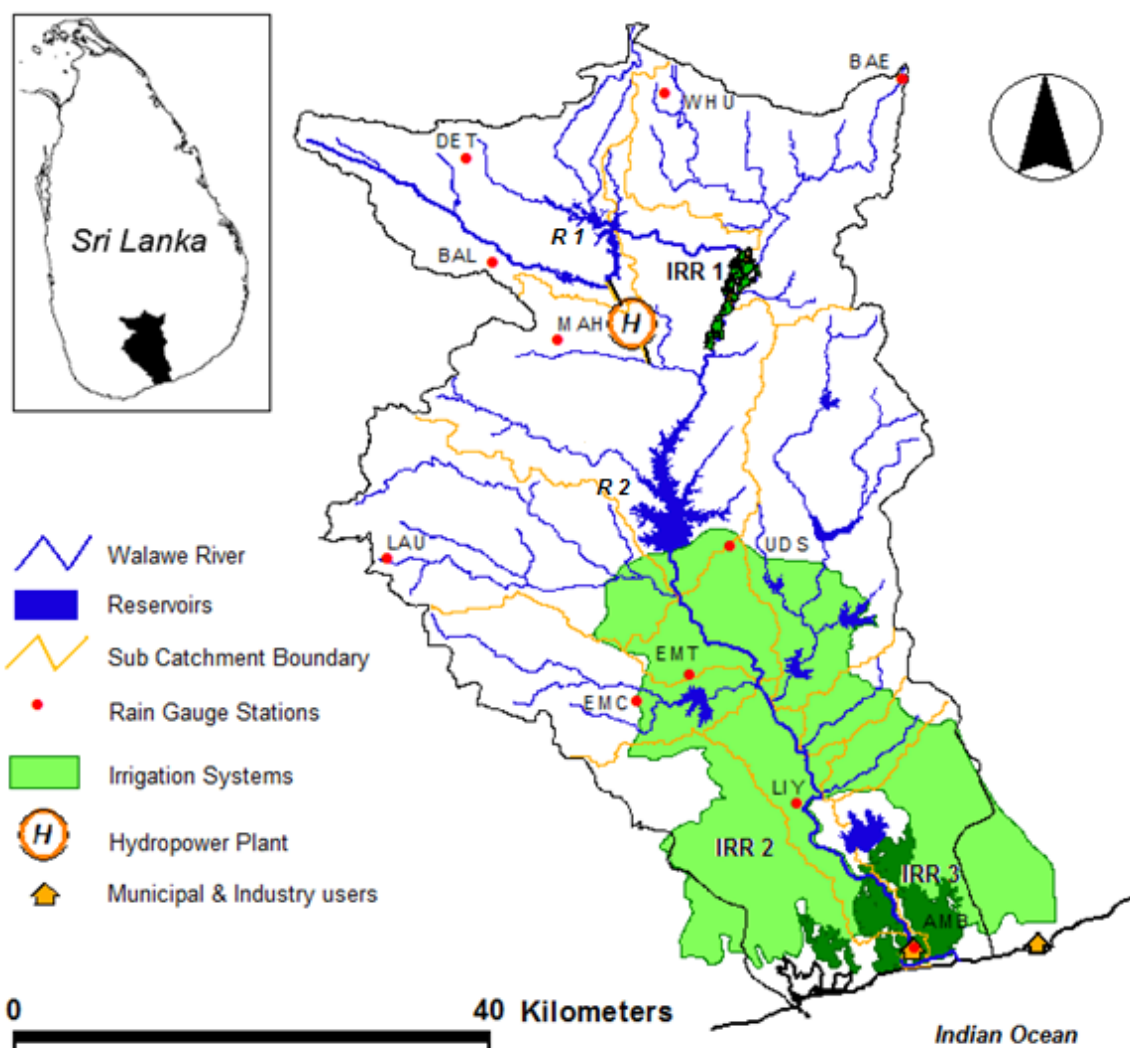 Sri Lanka
BAE
WHU
DET
R 1
BAL
IRR 1
MAH
H
R 2
LAU
UDS
EMT
EMC
LIY
IRR 2
IRR 3
AMB
Walawe River
Reservoirs
Sub Catchment Boundary
Rain Gauge Stations
Irrigation Systems
H
Hydropower Plant
Municipal & Industry users
0
40 Kilometers
Indian Ocean